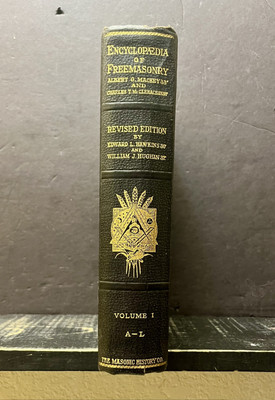 ENCYCLOPÆDIA
OF
FREEMASONRY
ALBERT G. MACKEY 33°
AND
CHARLES T. McCLENACHAN
REVISED EDITION
BY
EDWARD L. HAWKINS 30°
AND
WILLIAM J. HUGHAN 32°
VOLUME I
A-L
THE MASONIC HISTORY CO.